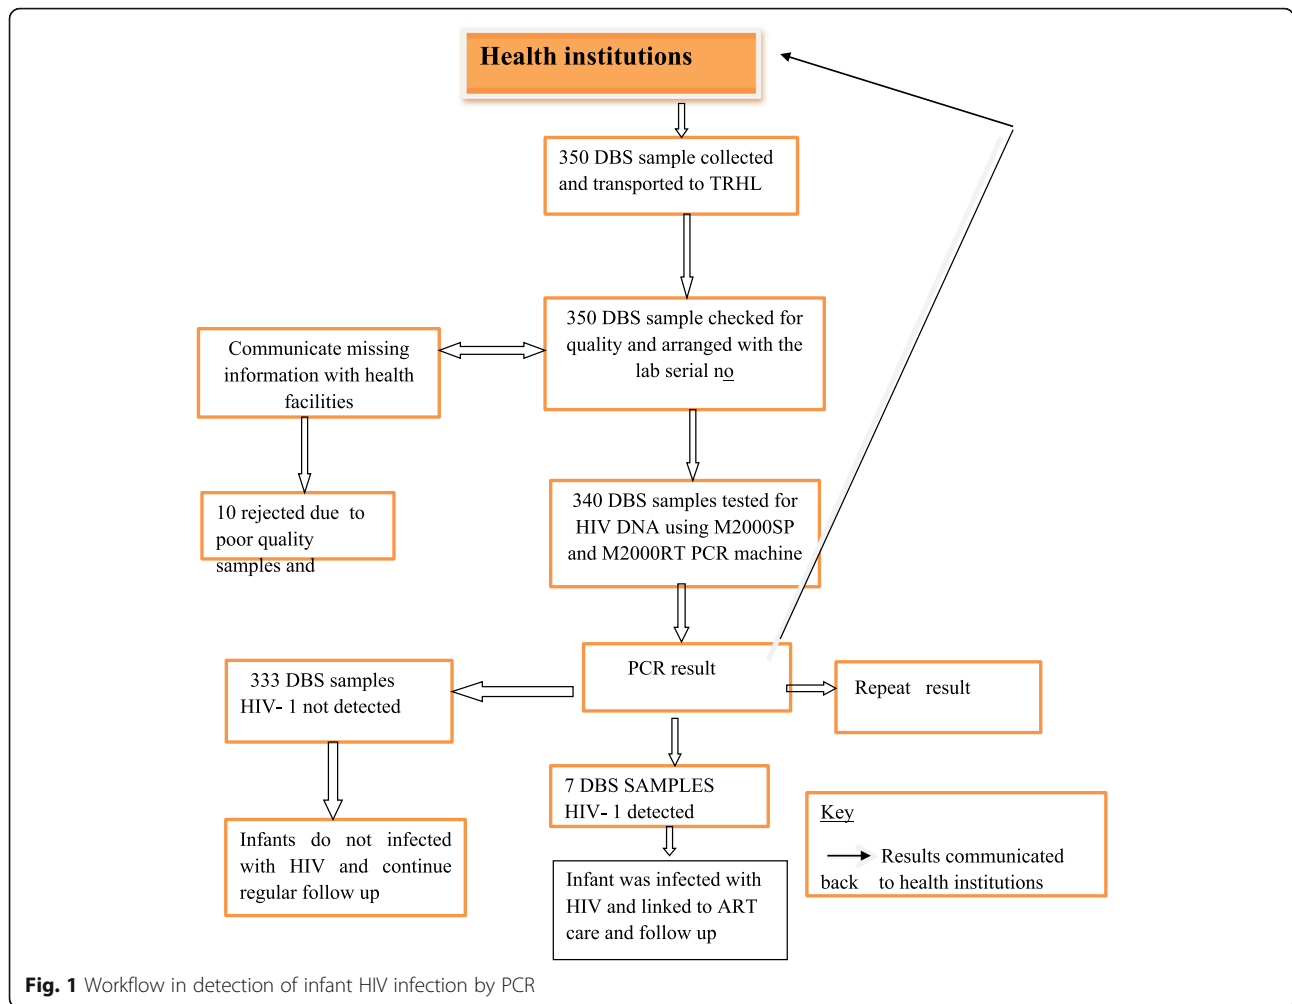 Health institutions
350 DBS sample collected
and transported to TRHL
350 DBS sample checked for
quality and arranged with the
lab serial no
Communicate missing
information with health
facilities
10 rejected due to
poor quality
samples and
340 DBS samples tested for
HIV DNA using M2000SP
and M2000RT PCR machine
PCR result
333 DBS samples
HIV- 1 not detected
Repeat result
7 DBS SAMPLES
HIV- 1 detected
Infants do not infected
with HIV and continue
regular follow up
Infant was infected with
HIV and linked to ART
care and follow up
Key
Results communicated
back to health institutions
Fig. 1 Workflow in detection of infant HIV infection by PCR